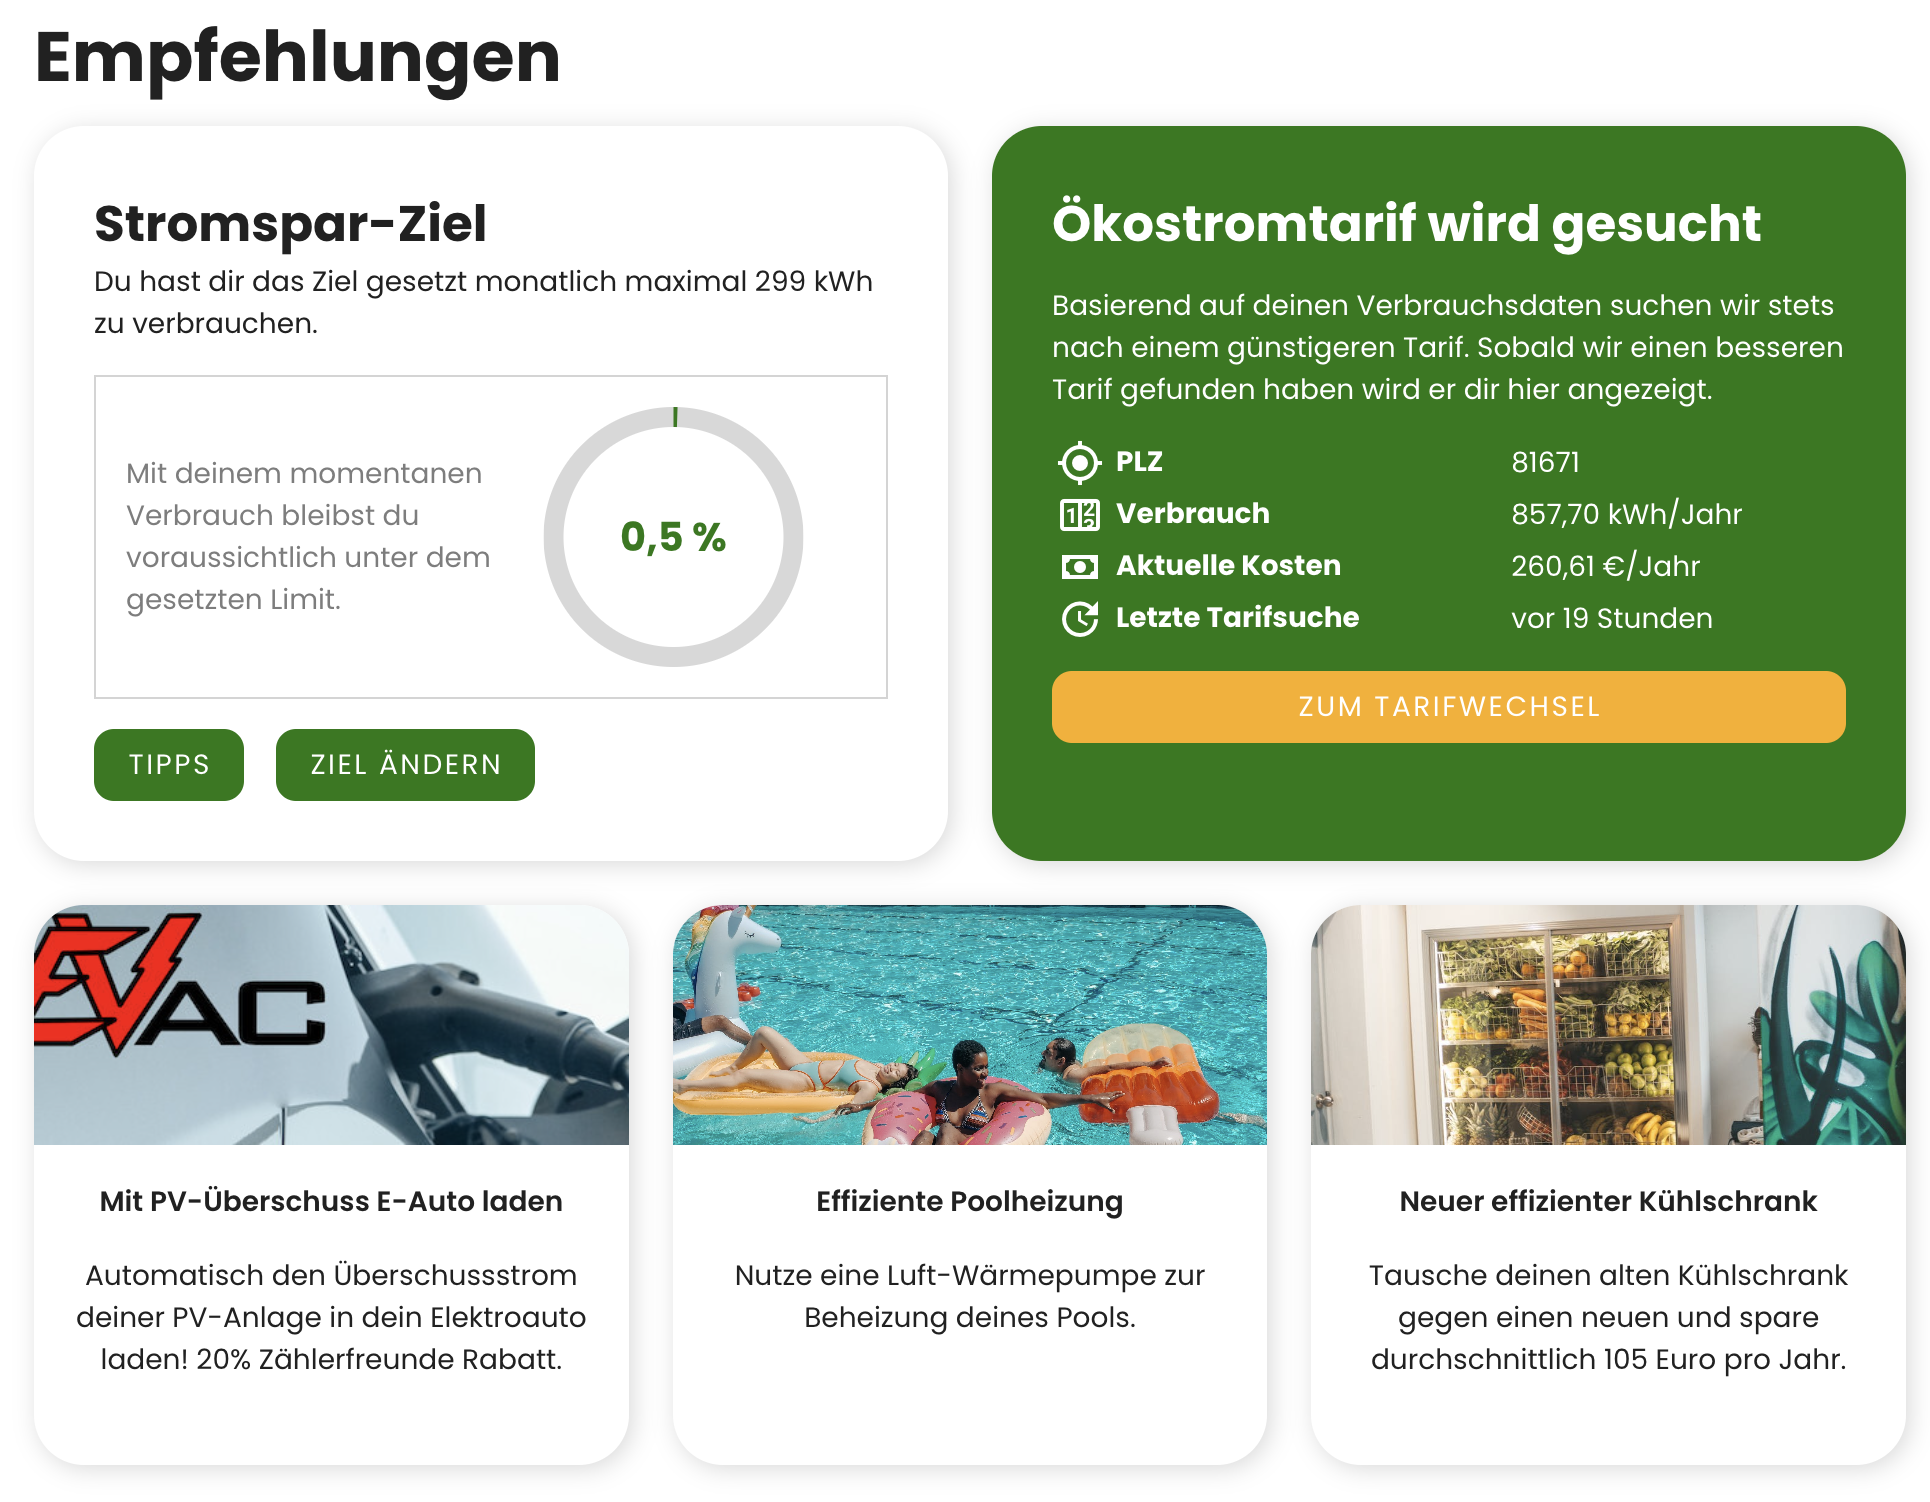 Empfehlungen
Stromspar-Ziel
Du hast dir das Ziel gesetzt monatlich maximal 299 kWh
zu verbrauchen.
Mit deinem momentanen
Verbrauch bleibst du
voraussichtlich unter dem
gesetzten Limit.
0,5 %
TIPPS
ZIEL ÄNDERN
Ökostromtarif wird gesucht
Basierend auf deinen Verbrauchsdaten suchen wir stets
nach einem günstigeren Tarif. Sobald wir einen besseren
Tarif gefunden haben wird er dir hier angezeigt.
PLZ 81671
Verbrauch 857,70 kWh/Jahr
Aktuelle Kosten 260,61 €/Jahr
Letzte Tarifsuche vor 19 Stunden
ZUM TARIFWECHSEL
EVAC
Mit PV-Überschuss E-Auto laden
Automatisch den Überschussstrom
deiner PV-Anlage in dein Elektroauto
laden! 20% Zählerfreunde Rabatt.
Effiziente Poolheizung
Nutze eine Luft-Wärmepumpe zur
Beheizung deines Pools.
Neuer effizienter Kühlschrank
Tausche deinen alten Kühlschrank
gegen einen neuen und spare
durchschnittlich 105 Euro pro Jahr.